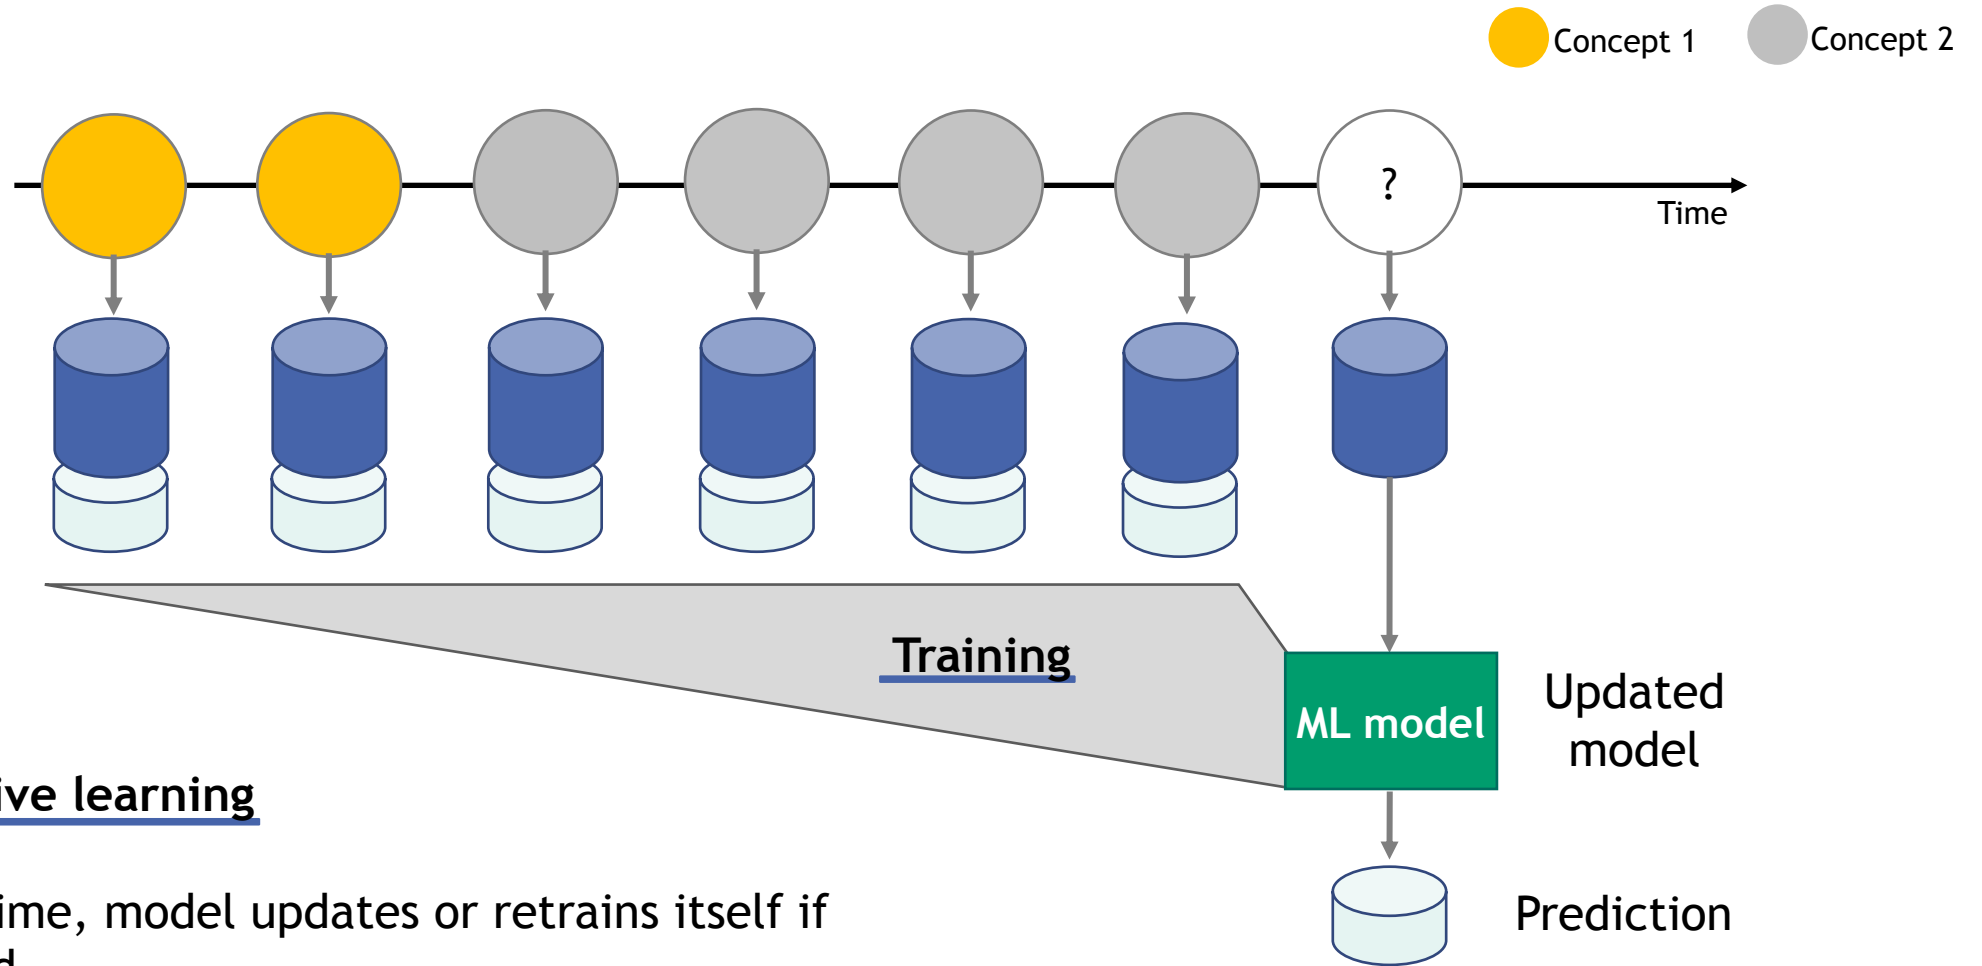 Concept 1
Concept 2
?
Time
Training
ML model
Updated
model
ive learning
ime, model updates or retrains itself if
Prediction